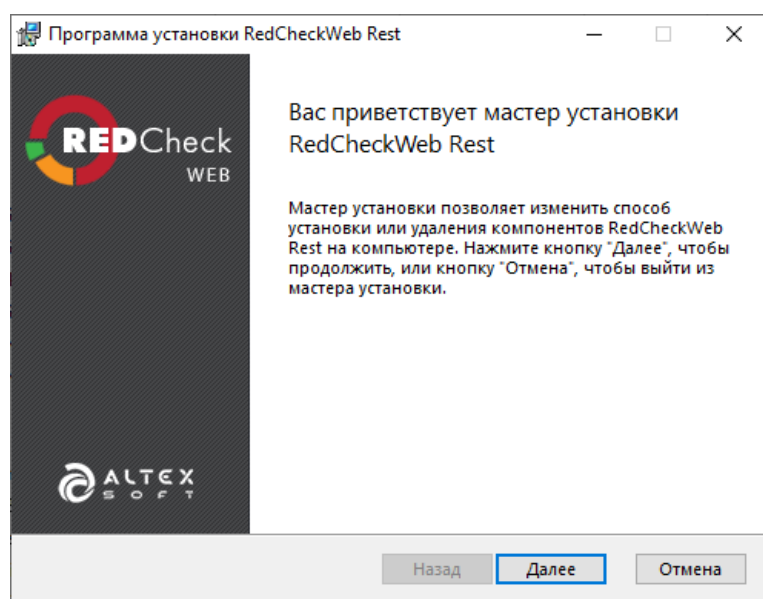 Программа установки RedCheckWeb Rest
REDCheck
WEB
Вас приветствует мастер установки
RedCheckWeb Rest
Мастер установки позволяет изменить способ
установки или удаления компонентов RedCheckWeb
Rest на компьютере. Нажмите кнопку "Далее", чтобы
продолжить, или кнопку "Отмена", чтобы выйти из
мастера установки.
ALTEX
SOFT
Назад Далее Отмена